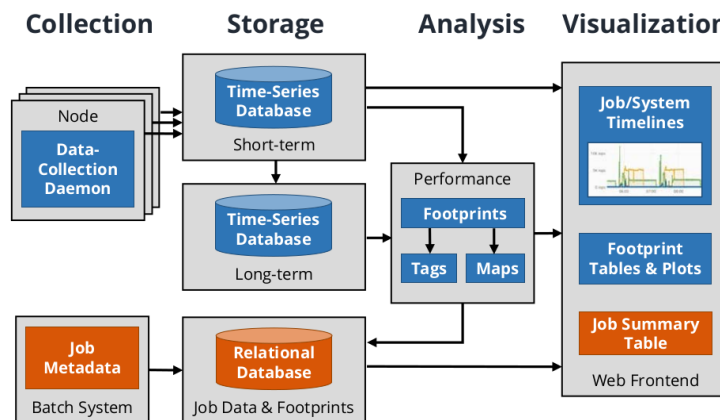 Collection
Storage
Analysis
Visualization
Node
Data-
Collection
Daemon
Time-Series
Database
Short-term
Time-Series
Database
Long-term
Performance
Footprints
Tags
Maps
Job/System
Timelines
Footprint
Tables & Plots
Job Summary
Table
Web Frontend
Job
Metadata
Batch System
Relational
Database
Job Data & Footprints